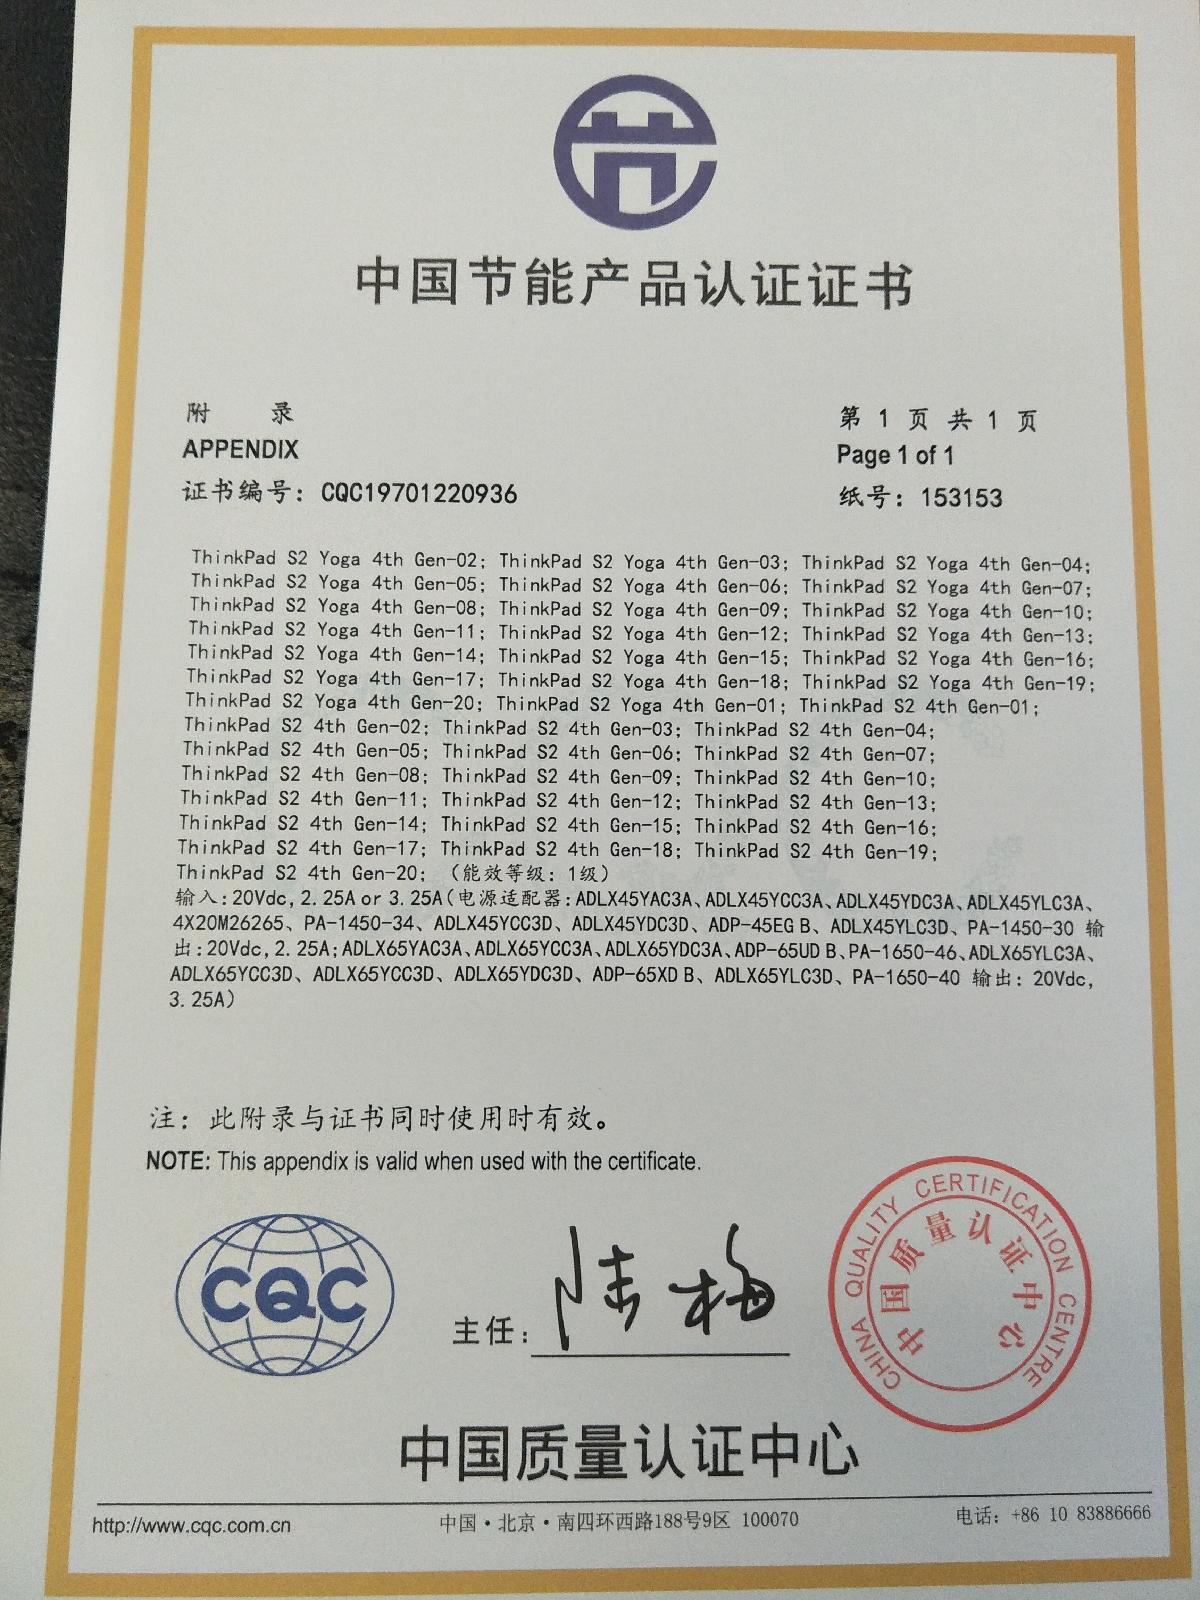 中国节能产品认证证书
附 录
APPENDIX
证书编号：CQC19701220936
第 1 页 共 1 页
Page 1 of 1
纸号：153153
ThinkPad S2 Yoga 4th Gen-02; ThinkPad S2 Yoga 4th Gen-03; ThinkPad S2 Yoga 4th Gen-04;
ThinkPad S2 Yoga 4th Gen-05; ThinkPad S2 Yoga 4th Gen-06; ThinkPad S2 Yoga 4th Gen-07;
ThinkPad S2 Yoga 4th Gen-08; ThinkPad S2 Yoga 4th Gen-09; ThinkPad S2 Yoga 4th Gen-10;
ThinkPad S2 Yoga 4th Gen-11; ThinkPad S2 Yoga 4th Gen-12; ThinkPad S2 Yoga 4th Gen-13;
ThinkPad S2 Yoga 4th Gen-14; ThinkPad S2 Yoga 4th Gen-15; ThinkPad S2 Yoga 4th Gen-16;
ThinkPad S2 Yoga 4th Gen-17; ThinkPad S2 Yoga 4th Gen-18; ThinkPad S2 Yoga 4th Gen-19;
ThinkPad S2 Yoga 4th Gen-20; ThinkPad S2 Yoga 4th Gen-01; ThinkPad S2 4th Gen-01;
ThinkPad S2 4th Gen-02; ThinkPad S2 4th Gen-03; ThinkPad S2 4th Gen-04;
ThinkPad S2 4th Gen-05; ThinkPad S2 4th Gen-06; ThinkPad S2 4th Gen-07;
ThinkPad S2 4th Gen-08; ThinkPad S2 4th Gen-09; ThinkPad S2 4th Gen-10;
ThinkPad S2 4th Gen-11; ThinkPad S2 4th Gen-12; ThinkPad S2 4th Gen-13;
ThinkPad S2 4th Gen-14; ThinkPad S2 4th Gen-15; ThinkPad S2 4th Gen-16;
ThinkPad S2 4th Gen-17; ThinkPad S2 4th Gen-18; ThinkPad S2 4th Gen-19;
ThinkPad S2 4th Gen-20; （能效等级：1级）
输入:20Vdc, 2.25A or 3.25A(电源适配器:ADLX45YAC3A、ADLX45YCC3A、ADLX45YDC3A、ADLX45YLC3A、
4X20M26265、PA-1450-34、ADLX45YCC3D、ADLX45YDC3D、ADP-45EG B、ADLX45YLC3D、PA-1450-30 输
出:20Vdc, 2.25A;ADLX65YAC3A、ADLX65YCC3A、ADLX65YDC3A、ADP-65UD B、PA-1650-46、ADLX65YLC3A、
ADLX65YCC3D、ADLX65YCC3D、ADLX65YDC3D、ADP-65XD B、ADLX65YLC3D、PA-1650-40 输出: 20Vdc,
3.25A)
注：此附录与证书同时使用时有效。
NOTE: This appendix is valid when used with the certificate.
CQC
主任：陆梅
CHINA QUALITY CERTIFICATION CENTRE
中国质量认证中心
中国质量认证中心
http://www.cqc.com.cn
中国·北京·南四环西路188号9区 100070
电话：+86 10 83886666